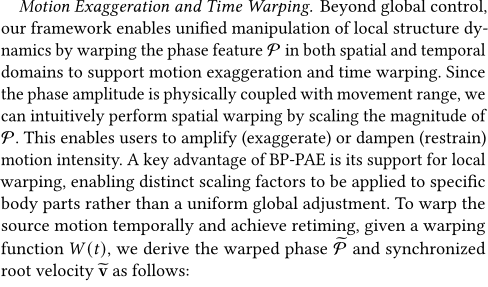 Motion Exaggeration and Time Warping. Beyond global control,
our framework enables unified manipulation of local structure dy-
namics by warping the phase feature 𝒫 in both spatial and temporal
domains to support motion exaggeration and time warping. Since
the phase amplitude is physically coupled with movement range, we
can intuitively perform spatial warping by scaling the magnitude of
𝒫. This enables users to amplify (exaggerate) or dampen (restrain)
motion intensity. A key advantage of BP-PAE is its support for local
warping, enabling distinct scaling factors to be applied to specific
body parts rather than a uniform global adjustment. To warp the
source motion temporally and achieve retiming, given a warping
function W(t), we derive the warped phase 𝒫̃ and synchronized
root velocity ṽ as follows: